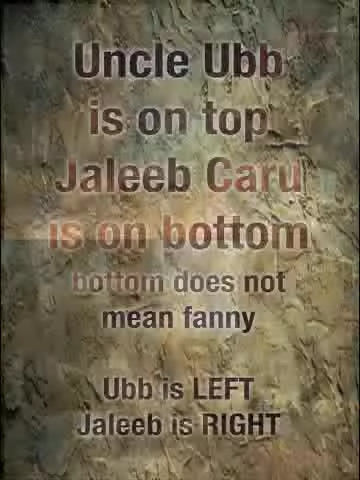 Uncle Ubb
is on top
Jaleeb Caru
is on bottom
bottom does not
mean fanny
Ubb is LEFT
Jaleeb is RIGHT